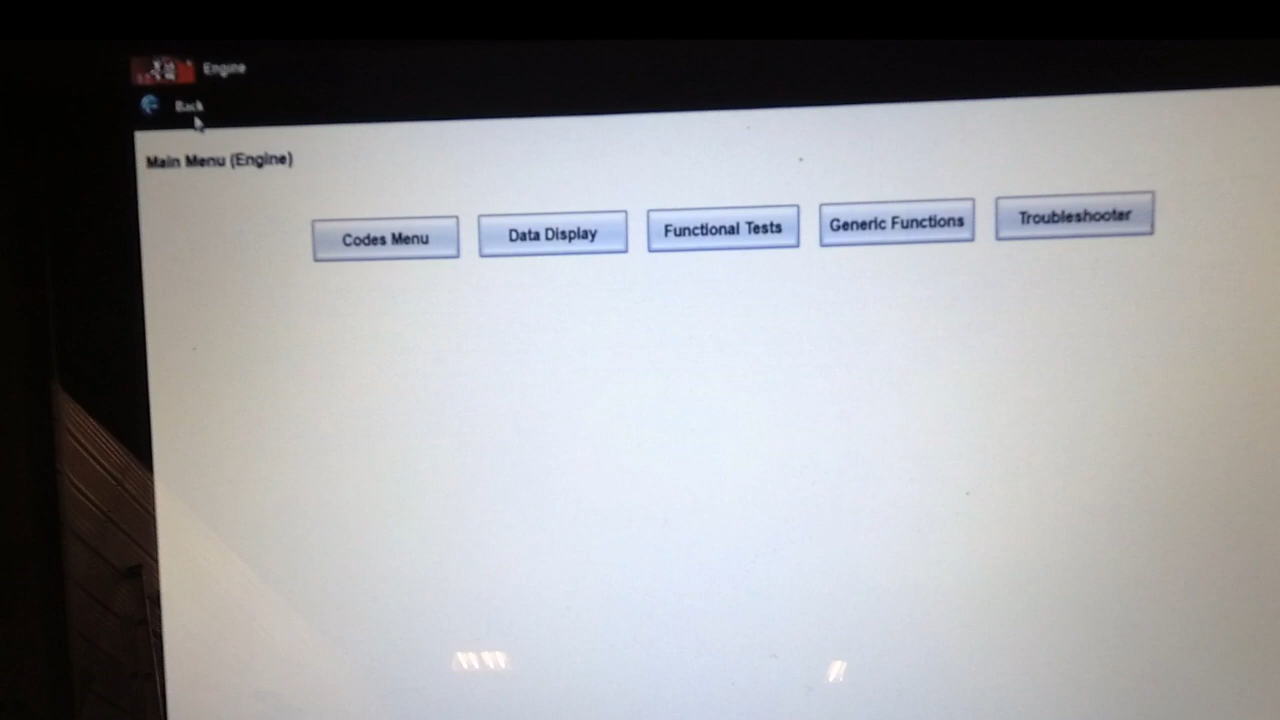 Engine
Back
Main Menu (Engine)
Codes Menu
Data Display
Functional Tests
Generic Functions
Troubleshooter